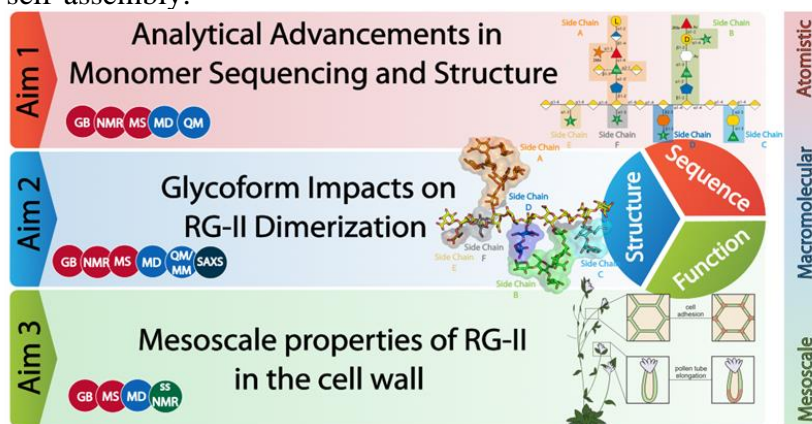 self-assembly.
Aim 1
Analytical Advancements in
Monomer Sequencing and Structure
GB NMR MS MD QM
Side Chain
A
Side Chain
B
Side Chain
E
Side Chain
F
Side Chain
D
Side Chain
C
Atomistic
Aim 2
Glycoform Impacts on
RG-II Dimerization
GB NMR MS MD QM/
MM SAXS
Side Chain
A
Side Chain
D
Side Chain
F
Side Chain
E
Side Chain
B
Side Chain
C
Sequence
Structure
Function
Macromolecular
Aim 3
Mesoscale properties of RG-II
in the cell wall
GB MS MD SS
NMR
cell
adhesion
pollen tube
elongation
Mesoscale